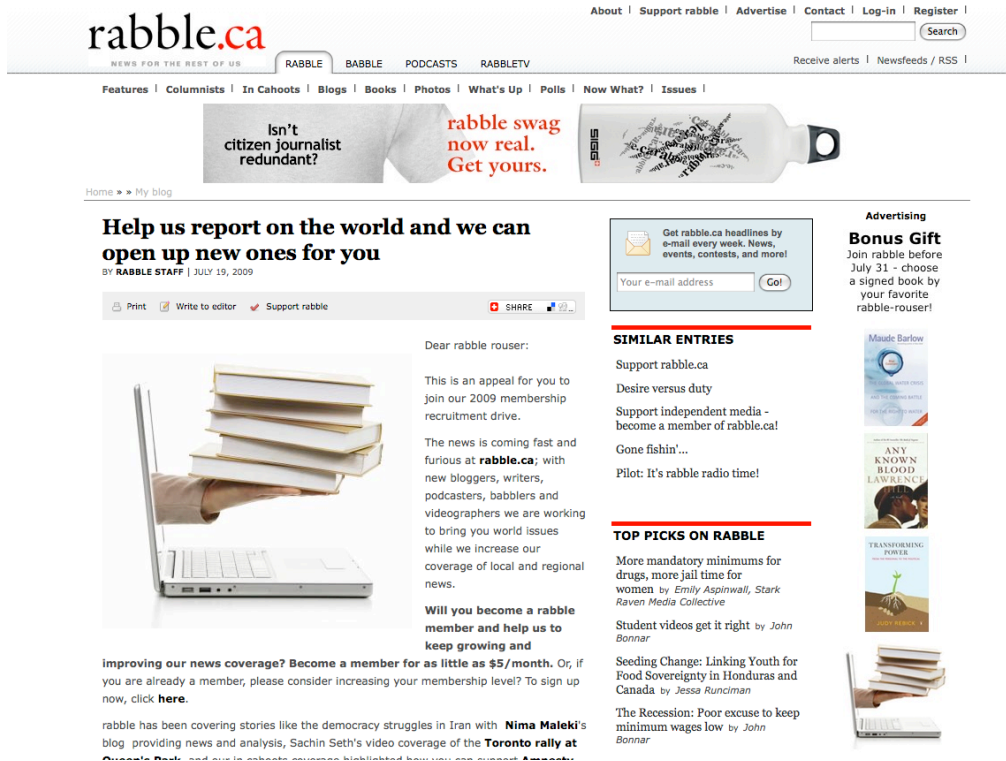 About | Support rabble | Advertise | Contact | Log-in | Register |
rabble.ca
NEWS FOR THE REST OF US
Search
RABBLE BABBLE PODCASTS RABBLETV
Receive alerts | Newsfeeds / RSS |
Features | Columnists | In Cahoots | Blogs | Books | Photos | What's Up | Polls | Now What? | Issues |
Isn't
citizen journalist
redundant?
rabble swag
now real.
Get yours.
SIGG
Home » » My blog
Help us report on the world and we can
open up new ones for you
BY RABBLE STAFF | JULY 19, 2009
Print Write to editor Support rabble
SHARE
Dear rabble rouser:
This is an appeal for you to
join our 2009 membership
recruitment drive.
The news is coming fast and
furious at rabble.ca; with
new bloggers, writers,
podcasters, babblers and
videographers we are working
to bring you world issues
while we increase our
coverage of local and regional
news.
Will you become a rabble
member and help us to
keep growing and
improving our news coverage? Become a member for as little as $5/month. Or, if
you are already a member, please consider increasing your membership level? To sign up
now, click here.
rabble has been covering stories like the democracy struggles in Iran with Nima Maleki's
blog providing news and analysis, Sachin Seth's video coverage of the Toronto rally at
Queen's Park, and our in cahoots coverage highlighted how you can support Amnesty
Get rabble.ca headlines by
e-mail every week. News,
events, contests, and more!
Your e-mail address
Go!
SIMILAR ENTRIES
Support rabble.ca
Desire versus duty
Support independent media -
become a member of rabble.ca!
Gone fishin'...
Pilot: It's rabble radio time!
TOP PICKS ON RABBLE
More mandatory minimums for
drugs, more jail time for
women by Emily Aspinwall, Stark
Raven Media Collective
Student videos get it right by John
Bonnar
Seeding Change: Linking Youth for
Food Sovereignty in Honduras and
Canada by Jessa Runciman
The Recession: Poor excuse to keep
minimum wages low by John
Bonnar
Advertising
Bonus Gift
Join rabble before
July 31 - choose
a signed book by
your favorite
rabble-rouser!
Maude Barlow
ANY
KNOWN
BLOOD
LAWRENCE
HILL
TRANSFORMING
POWER
JUDY REBICK